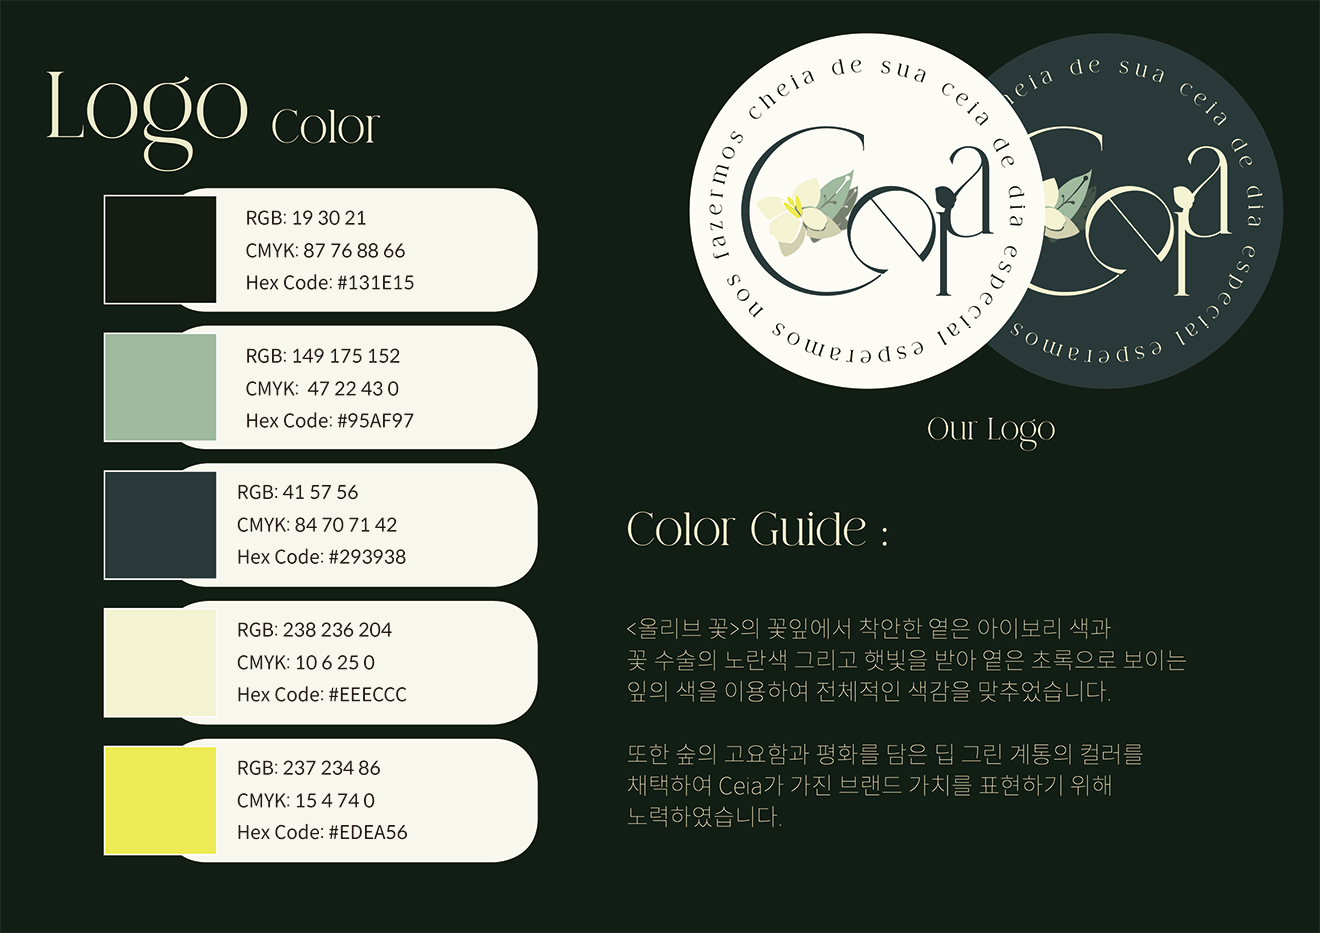 Logo Color
RGB: 19 30 21
CMYK: 87 76 88 66
Hex Code: #131E15
RGB: 149 175 152
CMYK: 47 22 43 0
Hex Code: #95AF97
RGB: 41 57 56
CMYK: 84 70 71 42
Hex Code: #293938
RGB: 238 236 204
CMYK: 10 6 25 0
Hex Code: #EEECCC
RGB: 237 234 86
CMYK: 15 4 74 0
Hex Code: #EDEA56
nos fazermos cheia de sua ceia de dia especial esperamos
Ceia
heia de sua ceia de dia especial esperamos
Ceia
Our Logo
Color Guide :
<올리브 꽃>의 꽃잎에서 착안한 옅은 아이보리 색과
꽃 수술의 노란색 그리고 햇빛을 받아 옅은 초록으로 보이는
잎의 색을 이용하여 전체적인 색감을 맞추었습니다.
또한 숲의 고요함과 평화를 담은 딥 그린 계통의 컬러를
채택하여 Ceia가 가진 브랜드 가치를 표현하기 위해
노력하였습니다.